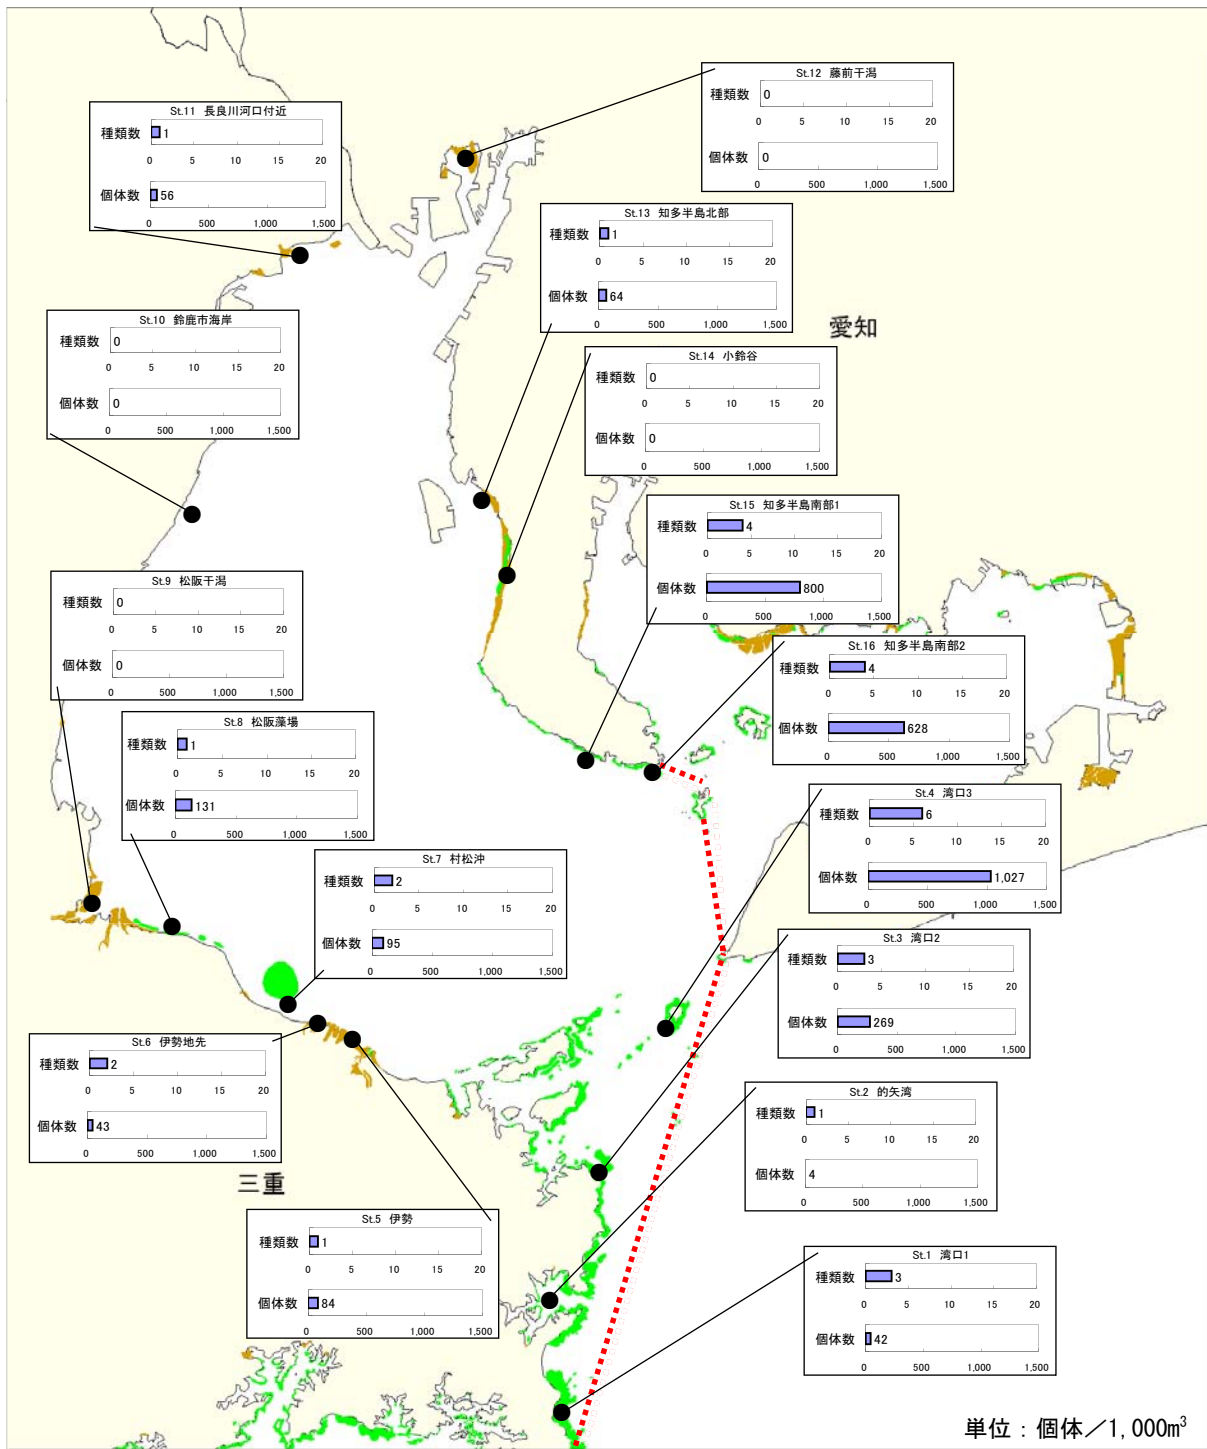 St.12 藤前干潟
種類数 0
0 5 10 15 20
個体数 0
0 500 1,000 1,500
St.11 長良川河口付近
種類数 1
0 5 10 15 20
個体数 56
0 500 1,000 1,500
St.13 知多半島北部
種類数 1
0 5 10 15 20
個体数 64
0 500 1,000 1,500
愛知
St.10 鈴鹿市海岸
種類数 0
0 5 10 15 20
個体数 0
0 500 1,000 1,500
St.14 小鈴谷
種類数 0
0 5 10 15 20
個体数 0
0 500 1,000 1,500
St.15 知多半島南部1
種類数 4
0 5 10 15 20
個体数 800
0 500 1,000 1,500
St.9 松阪干潟
種類数 0
0 5 10 15 20
個体数 0
0 500 1,000 1,500
St.16 知多半島南部2
種類数 4
0 5 10 15 20
個体数 628
0 500 1,000 1,500
St.8 松阪藻場
種類数 1
0 5 10 15 20
個体数 131
0 500 1,000 1,500
St.4 湾口3
種類数 6
0 5 10 15 20
個体数 1,027
0 500 1,000 1,500
St.7 村松沖
種類数 2
0 5 10 15 20
個体数 95
0 500 1,000 1,500
St.3 湾口2
種類数 3
0 5 10 15 20
個体数 269
0 500 1,000 1,500
St.6 伊勢地先
種類数 2
0 5 10 15 20
個体数 43
0 500 1,000 1,500
三重
St.2 的矢湾
種類数 1
0 5 10 15 20
個体数 4
0 500 1,000 1,500
St.5 伊勢
種類数 1
0 5 10 15 20
個体数 84
0 500 1,000 1,500
St.1 湾口1
種類数 3
0 5 10 15 20
個体数 42
0 500 1,000 1,500
単位：個体／1,000m³